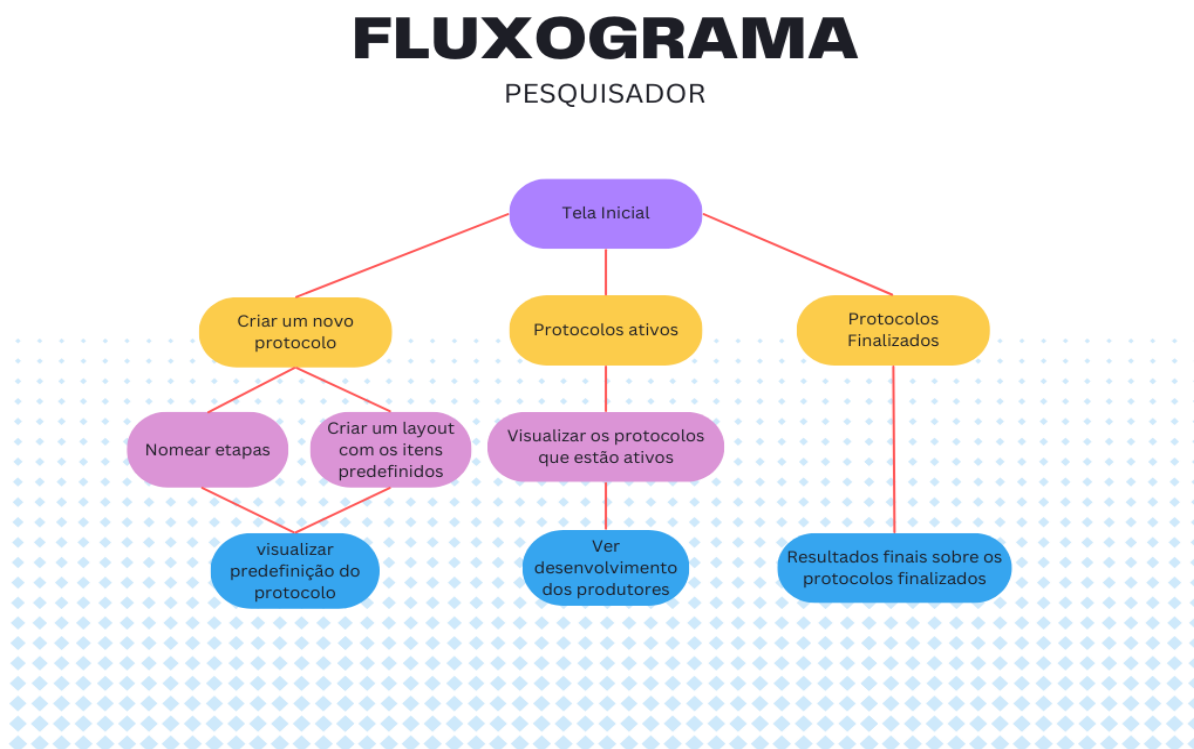 FLUXOGRAMA
PESQUISADOR
Tela Inicial
Criar um novo
protocolo
Protocolos ativos
Protocolos
Finalizados
Nomear etapas
Criar um layout
com os itens
predefinidos
Visualizar os protocolos
que estão ativos
visualizar
predefinição do
protocolo
Ver
desenvolvimento
dos produtores
Resultados finais sobre os
protocolos finalizados